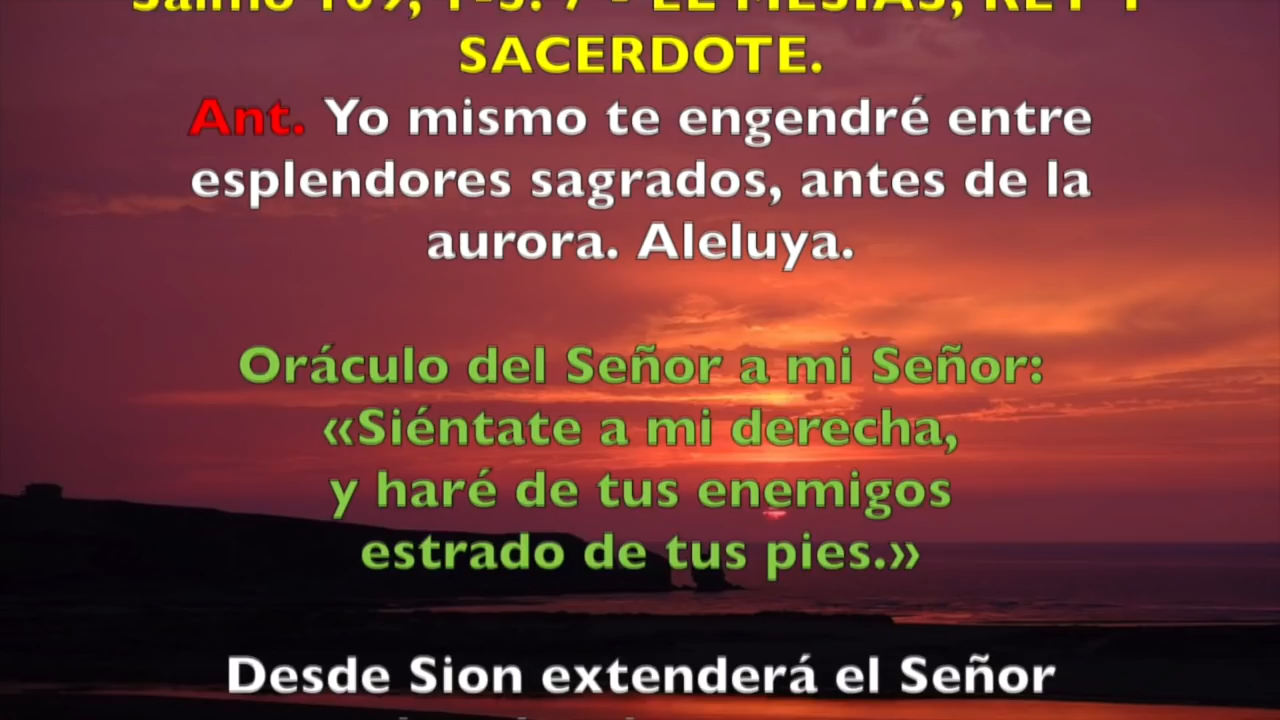 Salmo 109, 1-5. 7 - EL MESÍAS, REY Y
SACERDOTE.
Ant. Yo mismo te engendré entre
esplendores sagrados, antes de la
aurora. Aleluya.
Oráculo del Señor a mi Señor:
«Siéntate a mi derecha,
y haré de tus enemigos
estrado de tus pies.»
Desde Sion extenderá el Señor